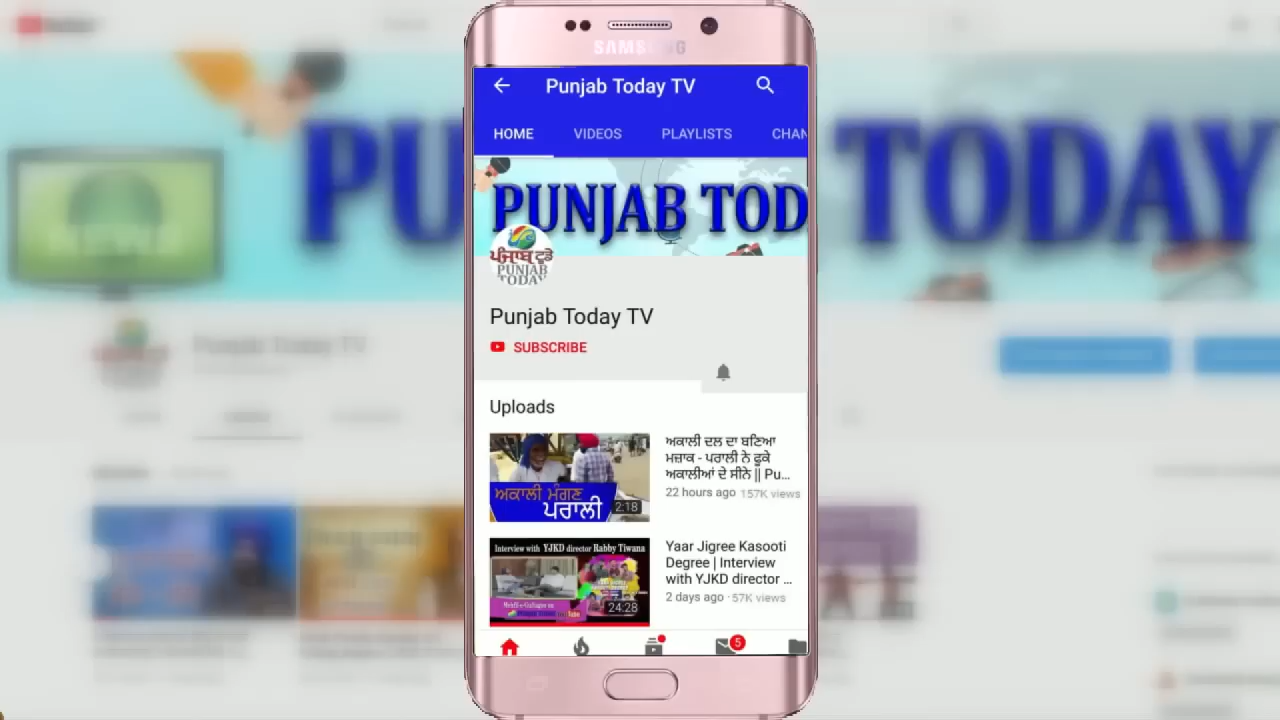 SAMSUNG
Punjab Today TV
HOME VIDEOS PLAYLISTS CHAN
PUNJAB TOD
ਪੰਜਾਬ ਟੂਡੇ
PUNJAB
TODAY
Punjab Today TV
SUBSCRIBE
Uploads
ਅਕਾਲੀ ਮੰਗਣ
ਪਰਾਲੀ
2:18
ਅਕਾਲੀ ਦਲ ਦਾ ਬਣਿਆ
ਮਜ਼ਾਕ - ਪਰਾਲੀ ਨੇ ਫੂਕੇ
ਅਕਾਲੀਆਂ ਦੇ ਸੀਨੇ || Pu...
22 hours ago 157K views
Interview with YJKD director Rabby Tiwana
24:28
Yaar Jigree Kasooti
Degree | Interview
with YJKD director ...
2 days ago · 57K views
5
PU
TODAY
Punjab Today TV